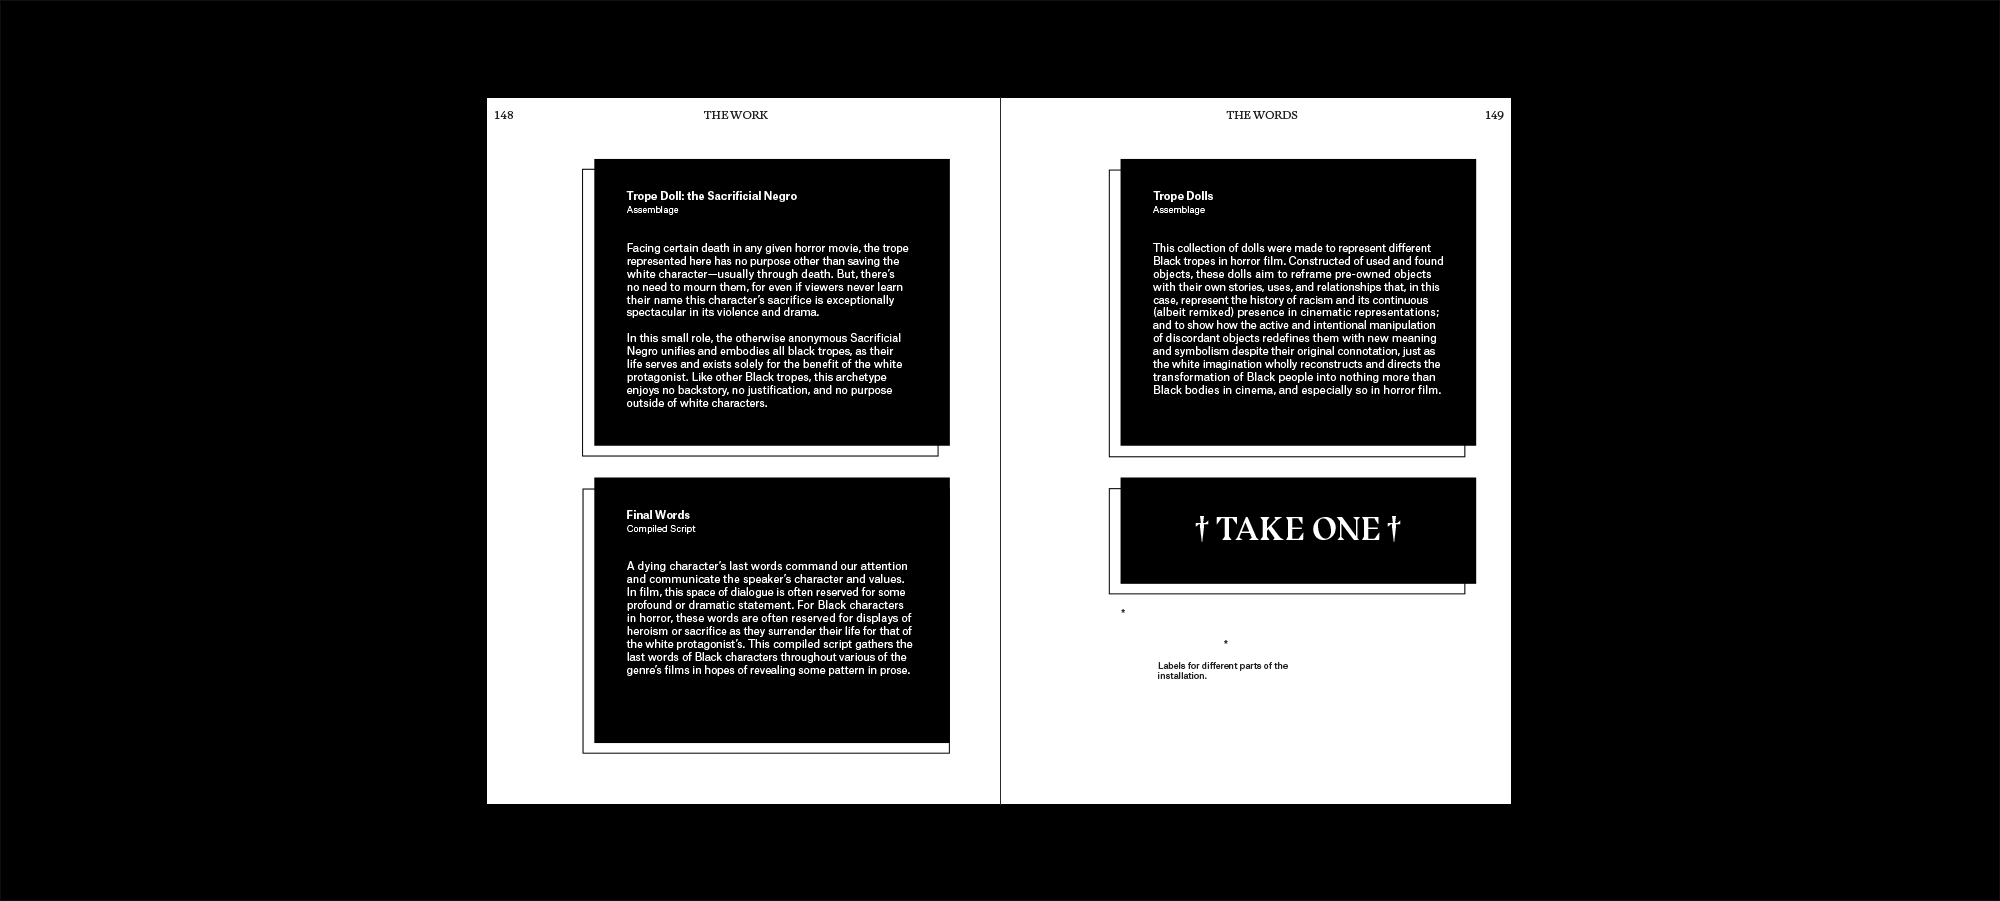 148
THE WORK
Trope Doll: the Sacrificial Negro
Assemblage
Facing certain death in any given horror movie, the trope
represented here has no purpose other than saving the
white character—usually through death. But, there’s
no need to mourn them, for even if viewers never learn
their name this character’s sacrifice is exceptionally
spectacular in its violence and drama.
In this small role, the otherwise anonymous Sacrificial
Negro unifies and embodies all black tropes, as their
life serves and exists solely for the benefit of the white
protagonist. Like other Black tropes, this archetype
enjoys no backstory, no justification, and no purpose
outside of white characters.
Final Words
Compiled Script
A dying character’s last words command our attention
and communicate the speaker’s character and values.
In film, this space of dialogue is often reserved for some
profound or dramatic statement. For Black characters
in horror, these words are often reserved for displays of
heroism or sacrifice as they surrender their life for that of
the white protagonist’s. This compiled script gathers the
last words of Black characters throughout various of the
genre’s films in hopes of revealing some pattern in prose.
THE WORDS
149
Trope Dolls
Assemblage
This collection of dolls were made to represent different
Black tropes in horror film. Constructed of used and found
objects, these dolls aim to reframe pre-owned objects
with their own stories, uses, and relationships that, in this
case, represent the history of racism and its continuous
(albeit remixed) presence in cinematic representations;
and to show how the active and intentional manipulation
of discordant objects redefines them with new meaning
and symbolism despite their original connotation, just as
the white imagination wholly reconstructs and directs the
transformation of Black people into nothing more than
Black bodies in cinema, and especially so in horror film.
† TAKE ONE †
*
*
Labels for different parts of the
installation.